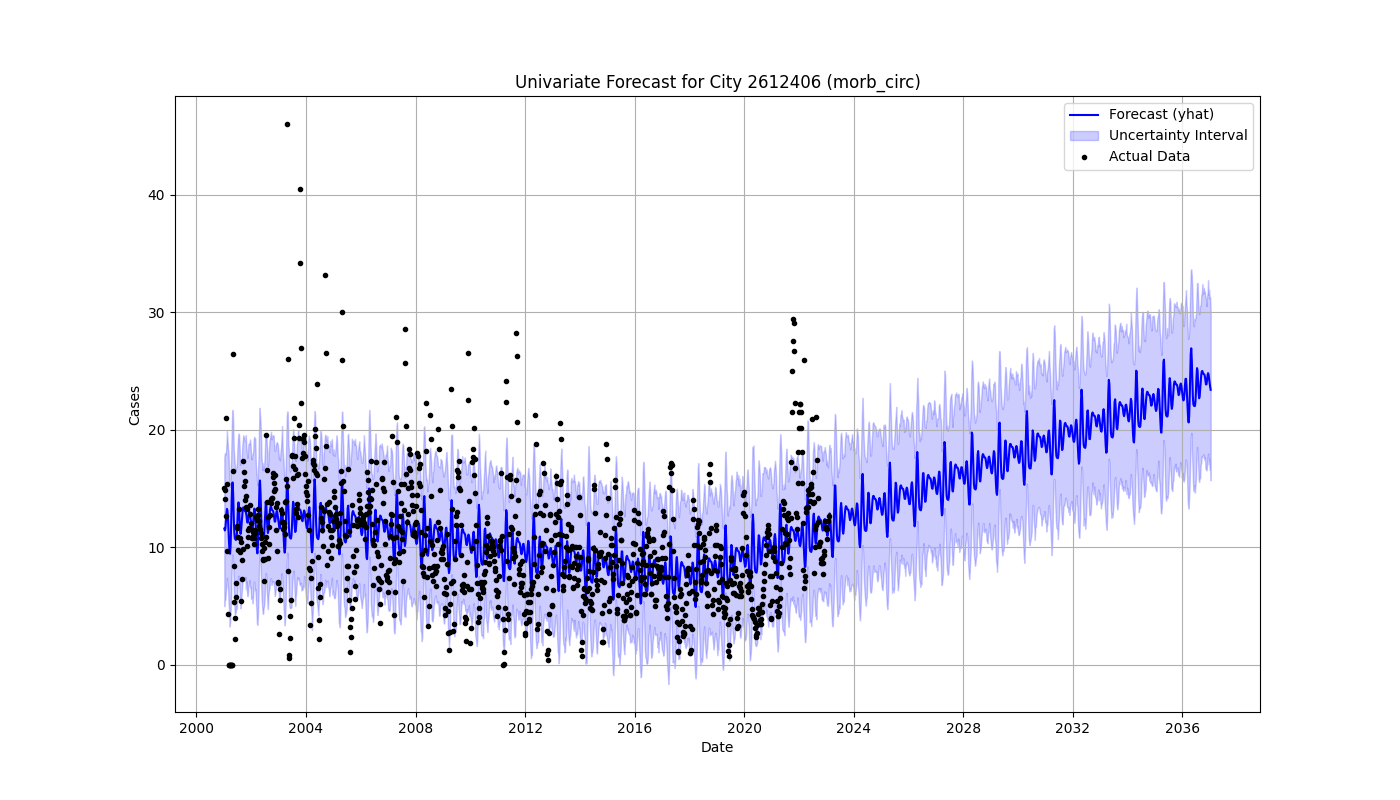 Univariate Forecast for City 2612406 (morb_circ)
Forecast (yhat)
Uncertainty Interval
Actual Data
Cases
40
30
20
10
0
2000 2004 2008 2012 2016 2020 2024 2028 2032 2036
Date